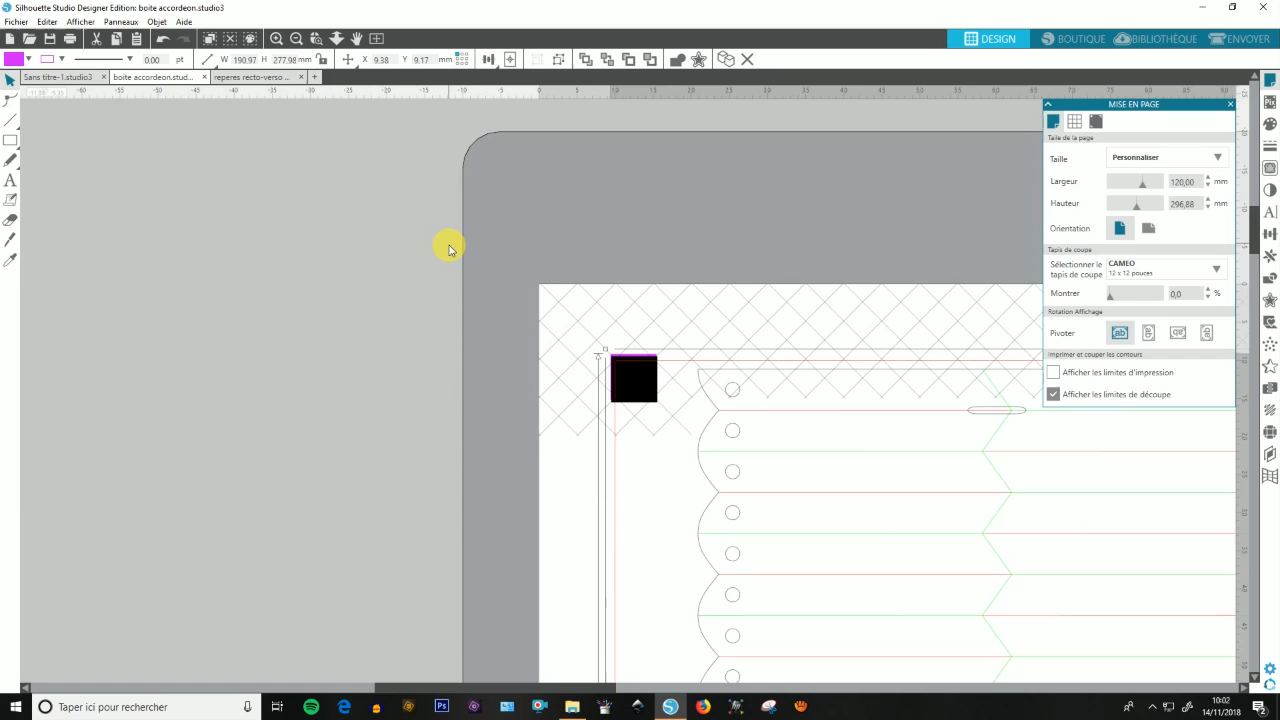 Silhouette Studio Designer Edition: boite accordeon.studio3
Fichier Editer Afficher Panneaux Objet Aide
DESIGN BOUTIQUE BIBLIOTHÈQUE ENVOYER
0.00 pt W 190.97 H 277.98 mm X 9.38 Y 9.17 mm
Sans titre-1.studio3 boite accordeon.stud... reperes recto-verso ...
MISE EN PAGE
Taille de la page
Taille Personnaliser
Largeur 120,00 mm
Hauteur 296,88 mm
Orientation
Tapis de coupe
Sélectionner le tapis de coupe CAMEO
12 x 12 pouces
Montrer 0,0 %
Rotation Affichage
Pivoter
Imprimer et couper les contours
Afficher les limites d'impression
Afficher les limites de découpe
Taper ici pour rechercher
10:02
14/11/2018